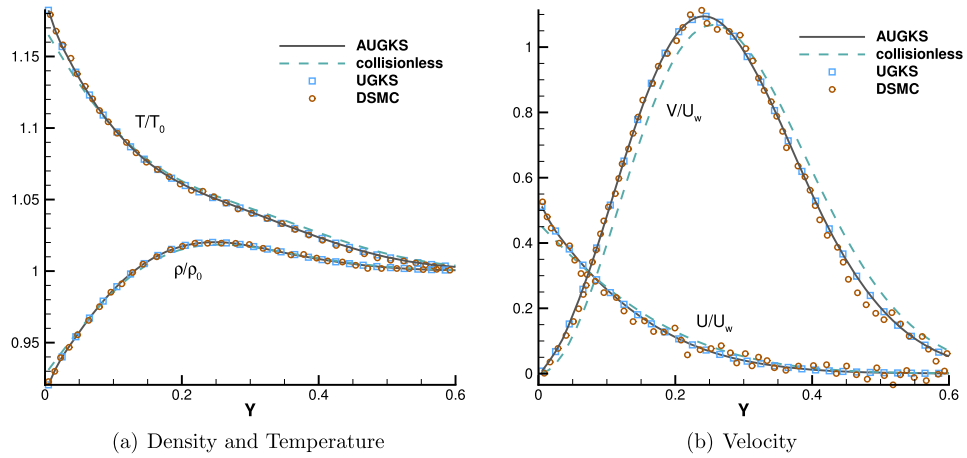 AUGKS
collisionless
UGKS
DSMC
T/T0
ρ/ρ0
1.15
1.1
1.05
1
0.95
0
0.2
0.4
0.6
Y
(a) Density and Temperature
AUGKS
collisionless
UGKS
DSMC
V/Uw
U/Uw
1
0.8
0.6
0.4
0.2
0
0
0.2
0.4
0.6
Y
(b) Velocity